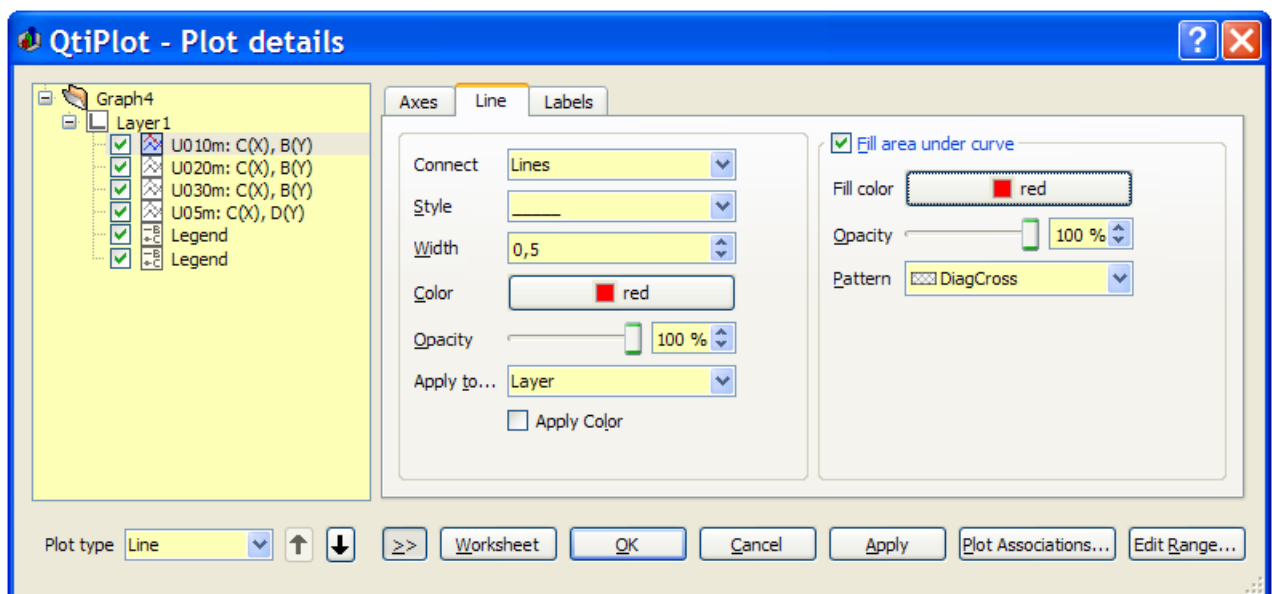 QtiPlot - Plot details
Graph4
Layer1
U010m: C(X), B(Y)
U020m: C(X), B(Y)
U030m: C(X), B(Y)
U05m: C(X), D(Y)
Legend
Legend
Axes Line Labels
Connect Lines
Style _____
Width 0,5
Color red
Opacity 100 %
Apply to... Layer
Apply Color
Fill area under curve
Fill color red
Opacity 100 %
Pattern DiagCross
Plot type Line >> Worksheet OK Cancel Apply Plot Associations... Edit Range...